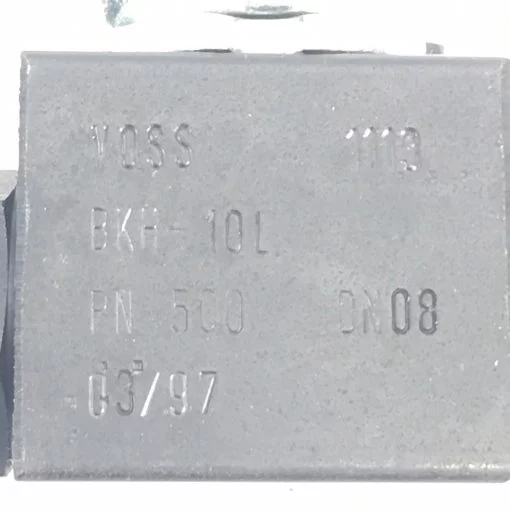 VOSS 1113
BKH-10L
PN 500 DN08
03/97